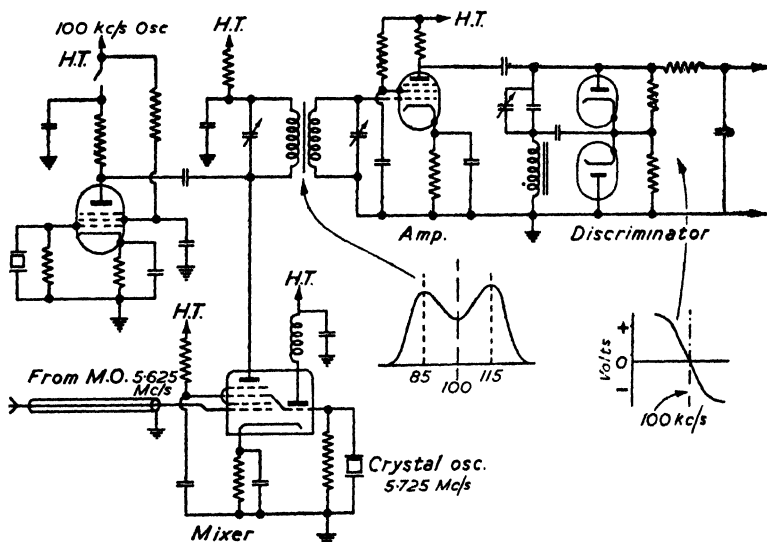 100 kc/s Osc
H.T.
H.T.
H.T.
Amp.
Discriminator
H.T.
H.T.
85
100
115
+
0
-
Volts
100 kc/s
From M.O. 5.625
Mc/s
Crystal osc.
5.725 Mc/s
Mixer